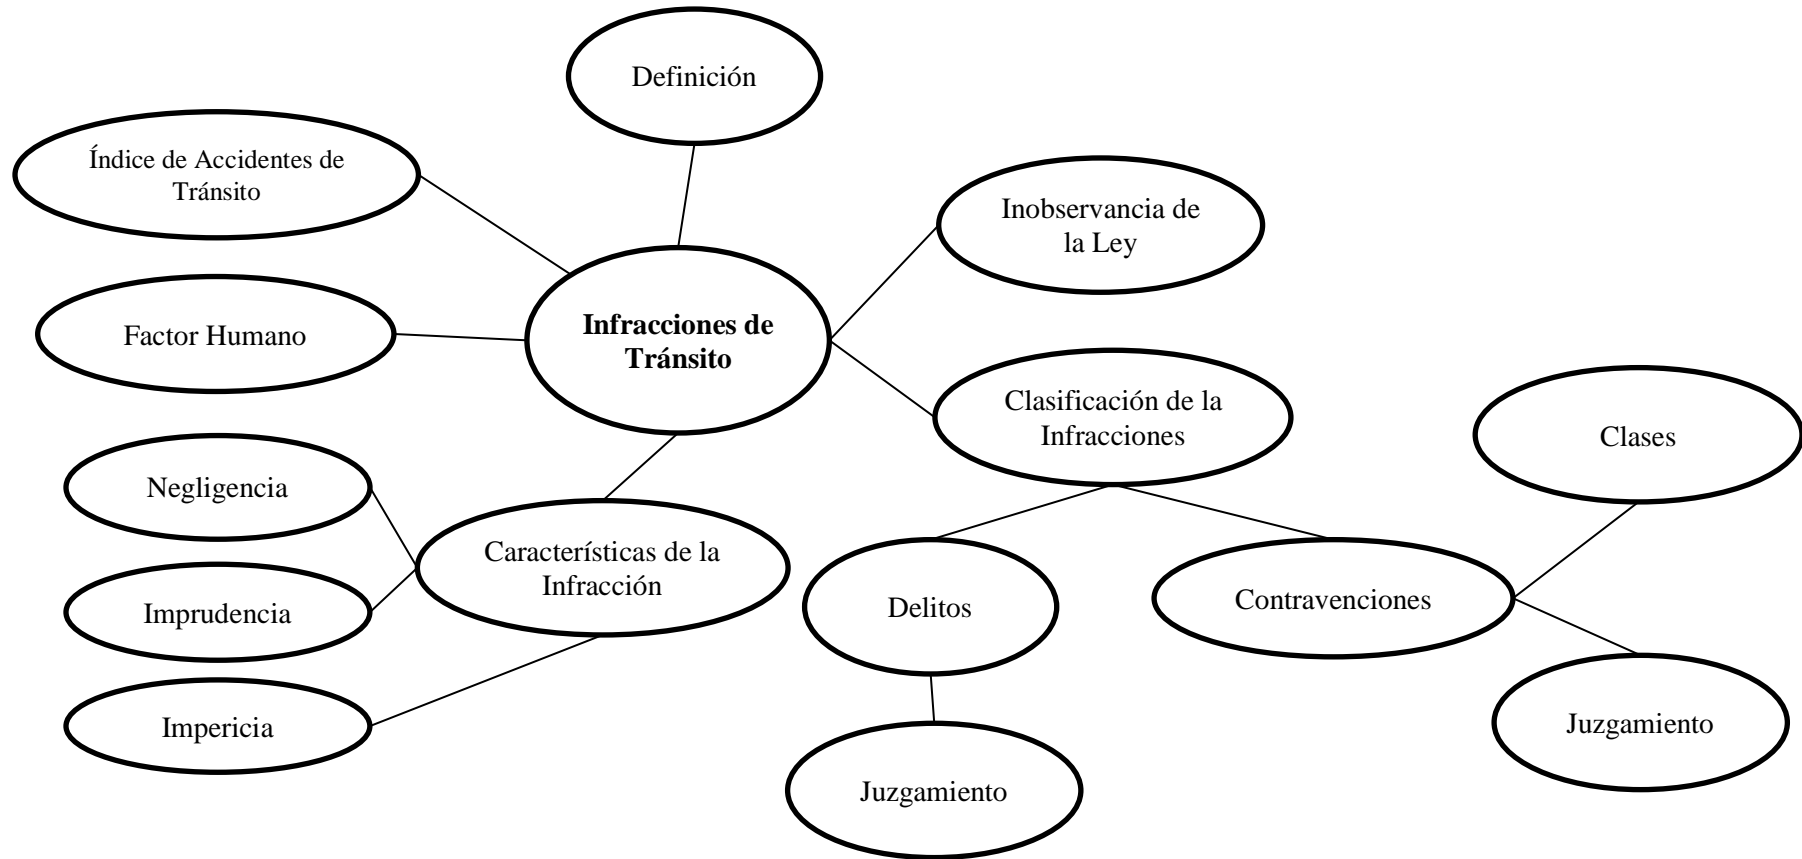 Definición
Índice de Accidentes de
Tránsito
Inobservancia de
la Ley
Factor Humano
Infracciones de
Tránsito
Clasificación de la
Infracciones
Clases
Negligencia
Características de la
Infracción
Imprudencia
Delitos
Contravenciones
Impericia
Juzgamiento
Juzgamiento